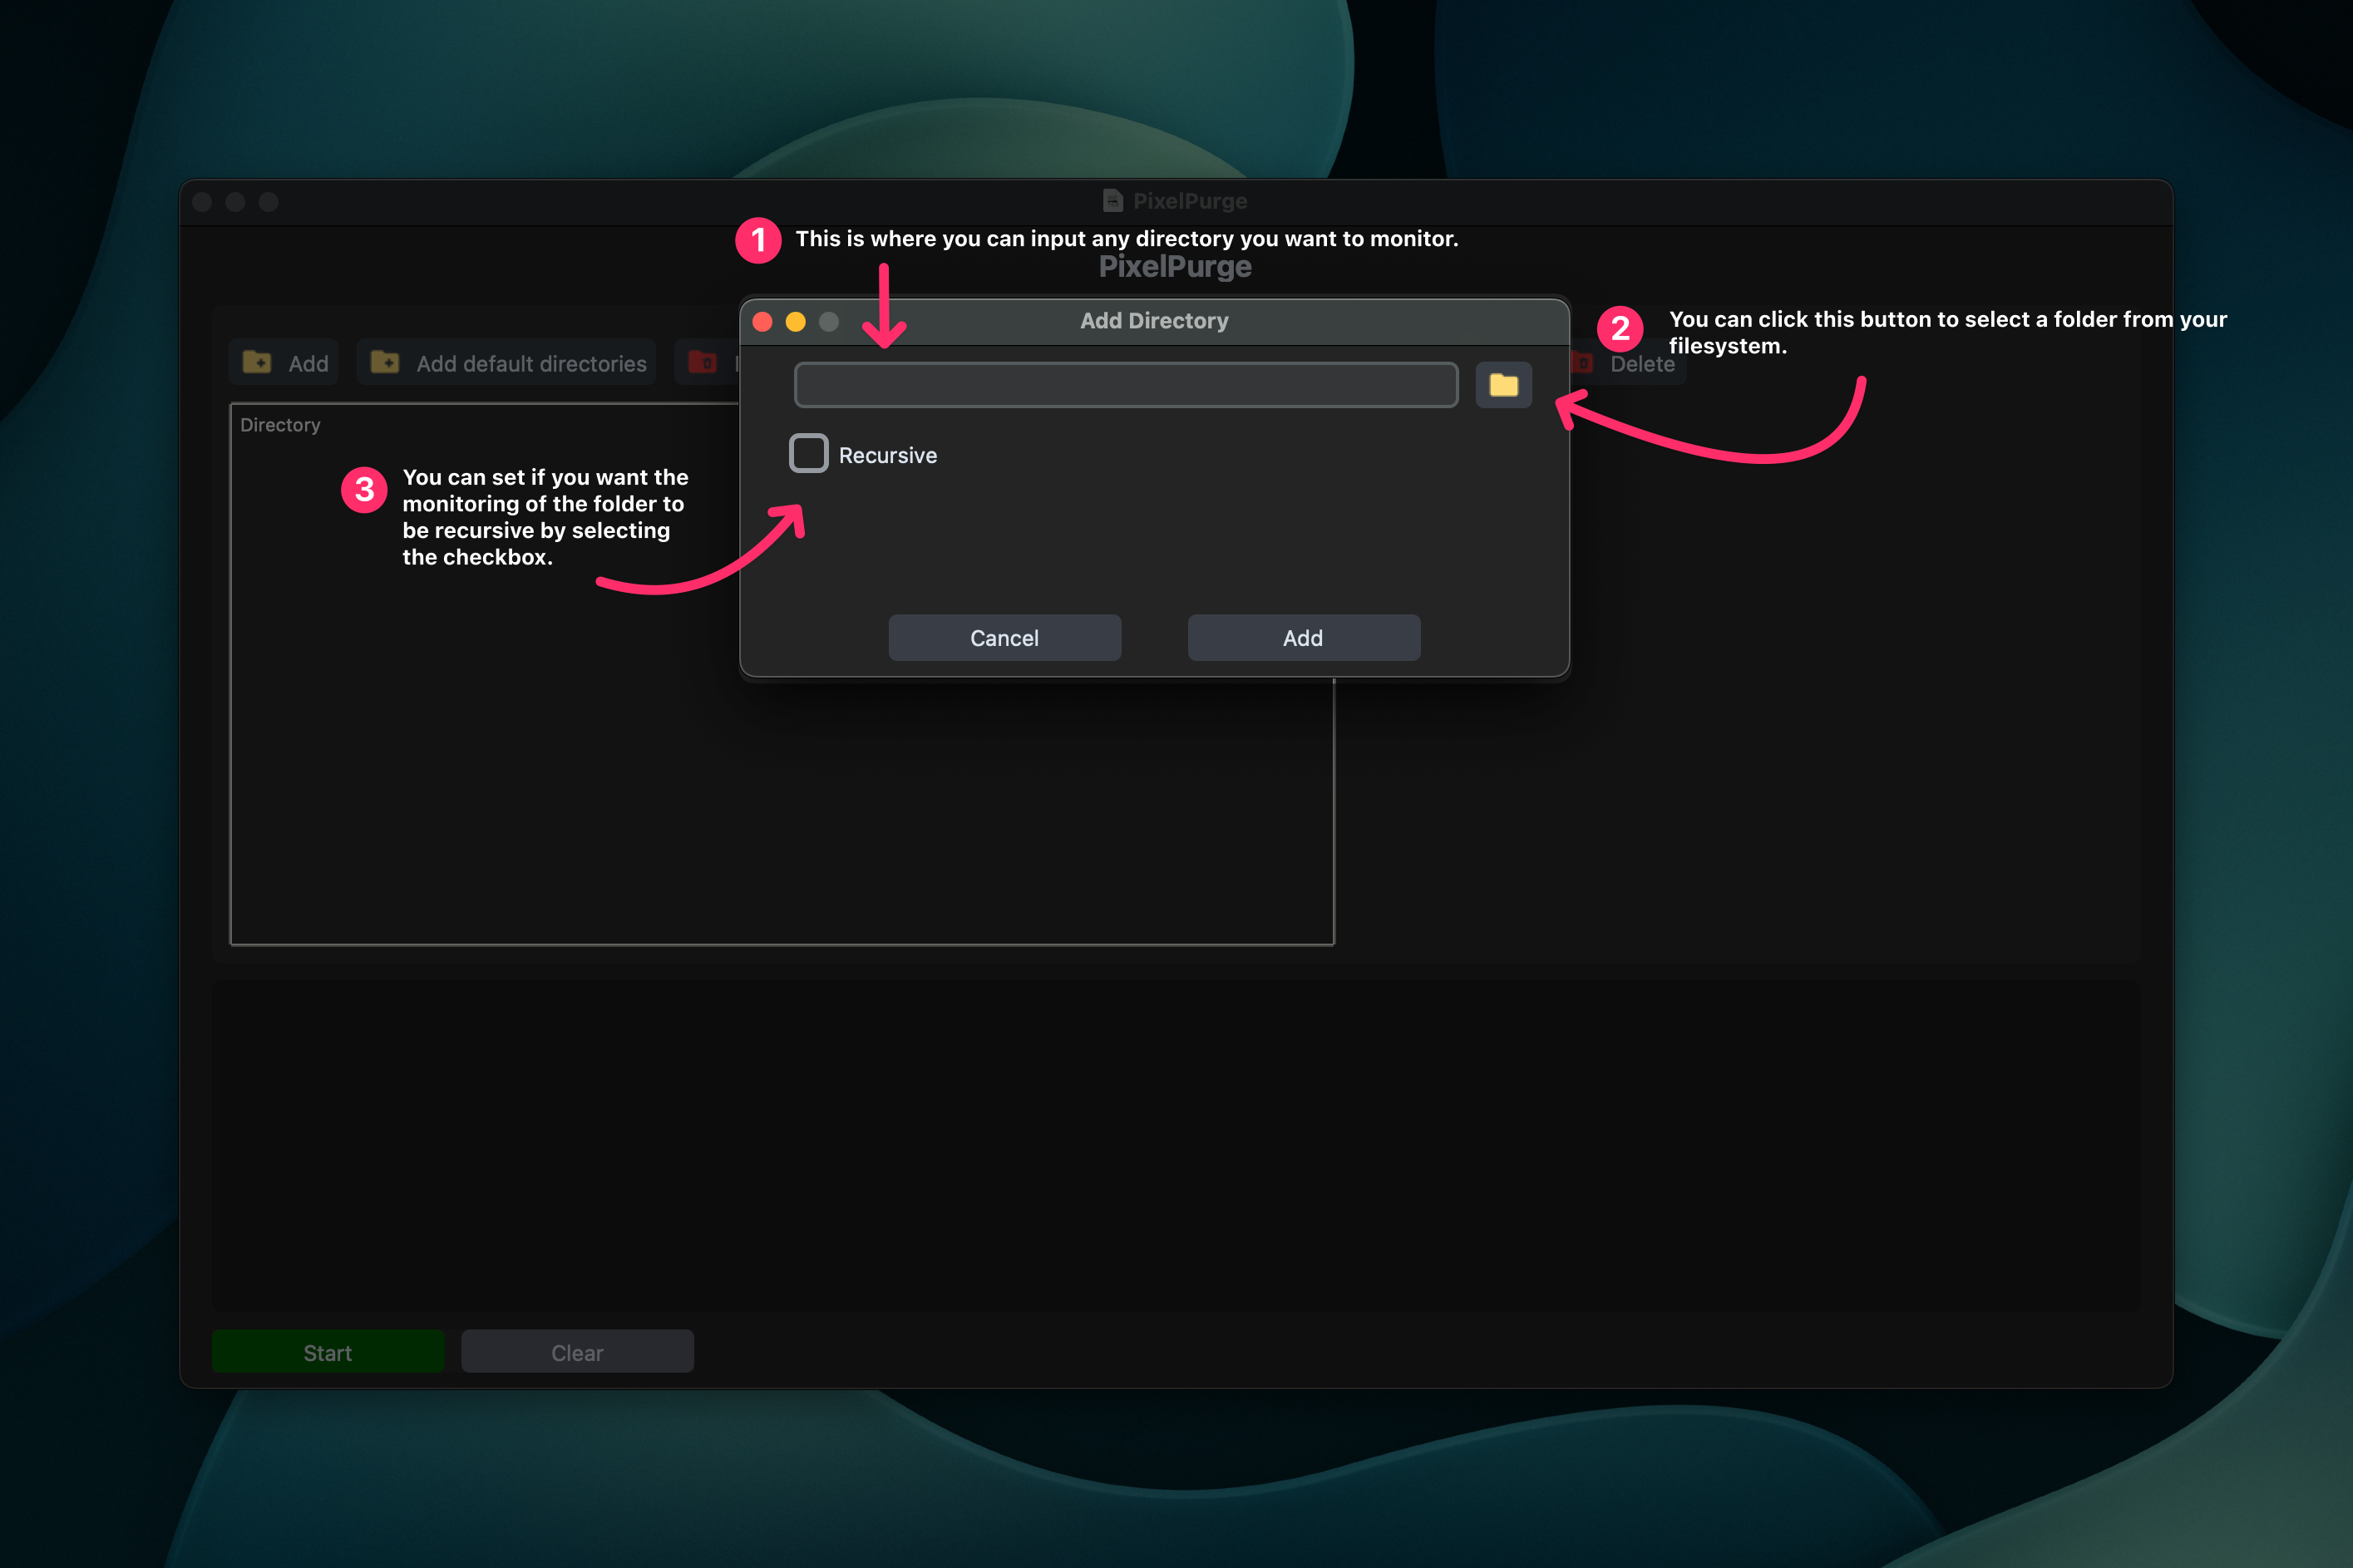 PixelPurge
1
This is where you can input any directory you want to monitor.
PixelPurge
Add Directory
2
You can click this button to select a folder from your
filesystem.
Add
Add default directories
Delete
Directory
Recursive
3
You can set if you want the
monitoring of the folder to
be recursive by selecting
the checkbox.
Cancel
Add
Start
Clear